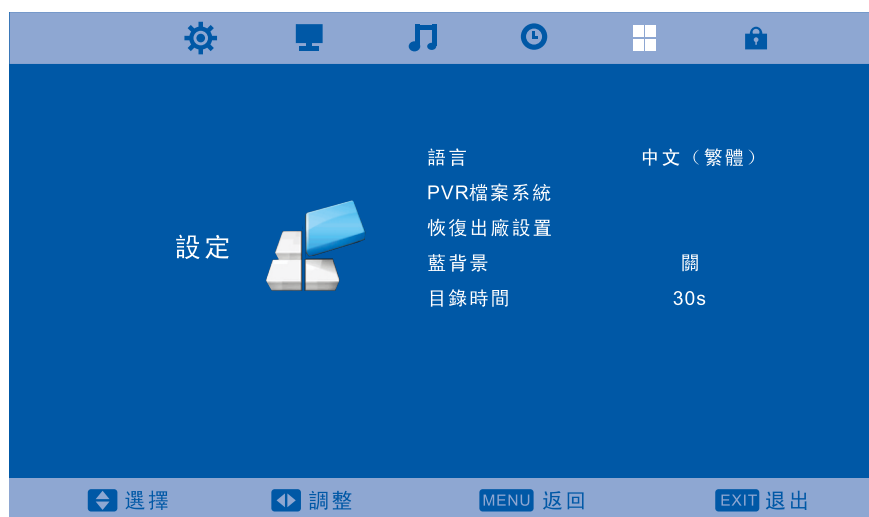 語言 中文（繁體）
PVR檔案系統
恢復出廠設置
設定
藍背景 關
目錄時間 30s
選擇 調整 MENU 返回 EXIT 退出